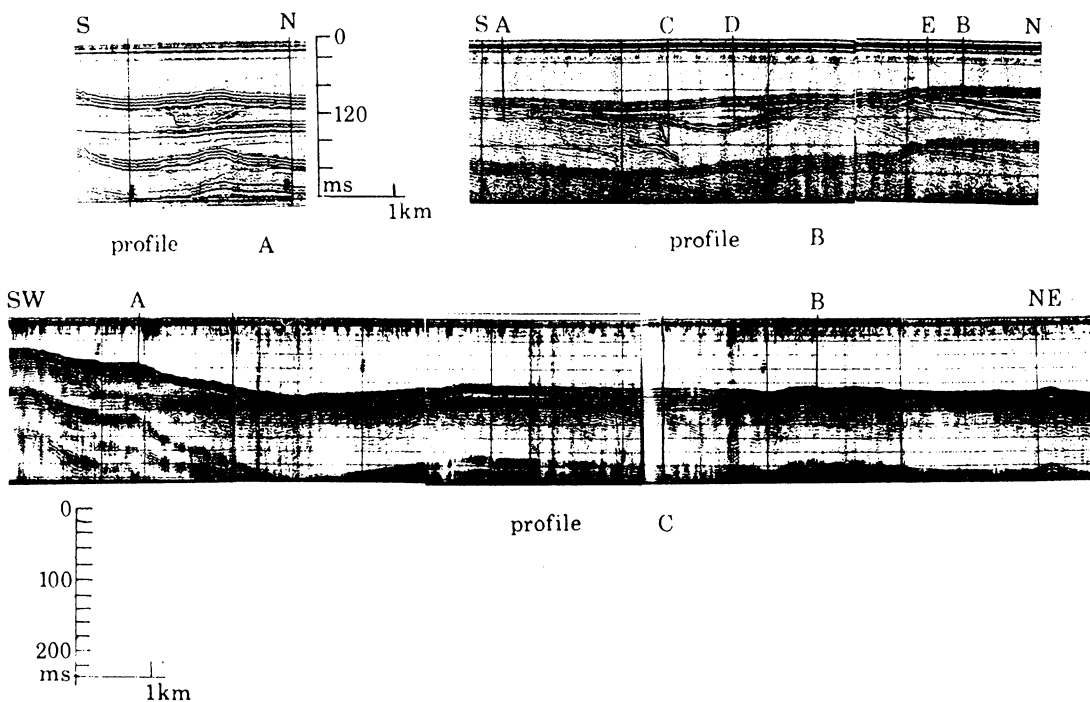 S N 0
120
ms
1km
profile A
S A C D E B N
profile B
SW A B NE
profile C
0
100
200
ms
1km